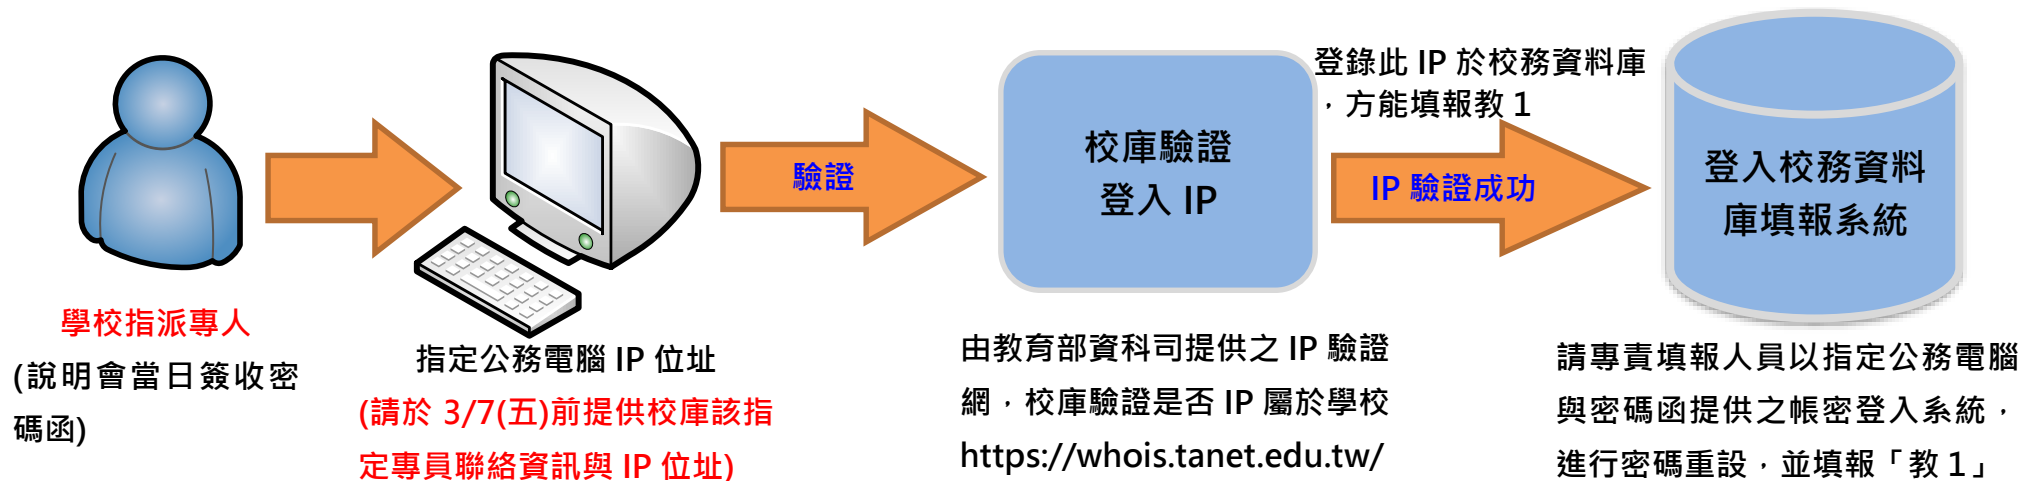 學校指派專人
(說明會當日簽收密
碼函)
指定公務電腦 IP 位址
(請於 3/7(五)前提供校庫該指
定專員聯絡資訊與 IP 位址)
驗證
校庫驗證
登入 IP
由教育部資科司提供之 IP 驗證
網，校庫驗證是否 IP 屬於學校
https://whois.tanet.edu.tw/
登錄此 IP 於校務資料庫
，方能填報教 1
IP 驗證成功
登入校務資料
庫填報系統
請專責填報人員以指定公務電腦
與密碼函提供之帳密登入系統，
進行密碼重設，並填報「教 1」